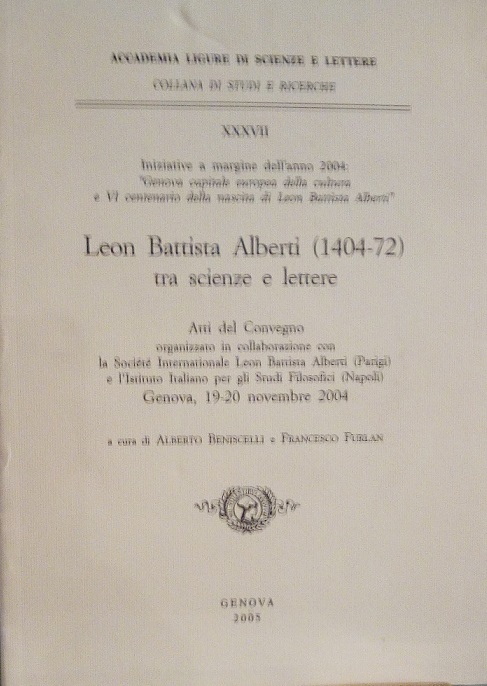 ACCADEMIA LIGURE DI SCIENZE E LETTERE
COLLANA DI STUDI E RICERCHE
XXXVII
Iniziative a margine dell'anno 2004:
"Genova capitale europea della cultura
e VI centenario della nascita di Leon Battista Alberti"
Leon Battista Alberti (1404-72)
tra scienze e lettere
Atti del Convegno
organizzato in collaborazione con
la Société Internationale Leon Battista Alberti (Parigi)
e l'Istituto Italiano per gli Studi Filosofici (Napoli)
Genova, 19-20 novembre 2004
a cura di ALBERTO BENISCELLI e FRANCESCO FURLAN
GENOVA
2005